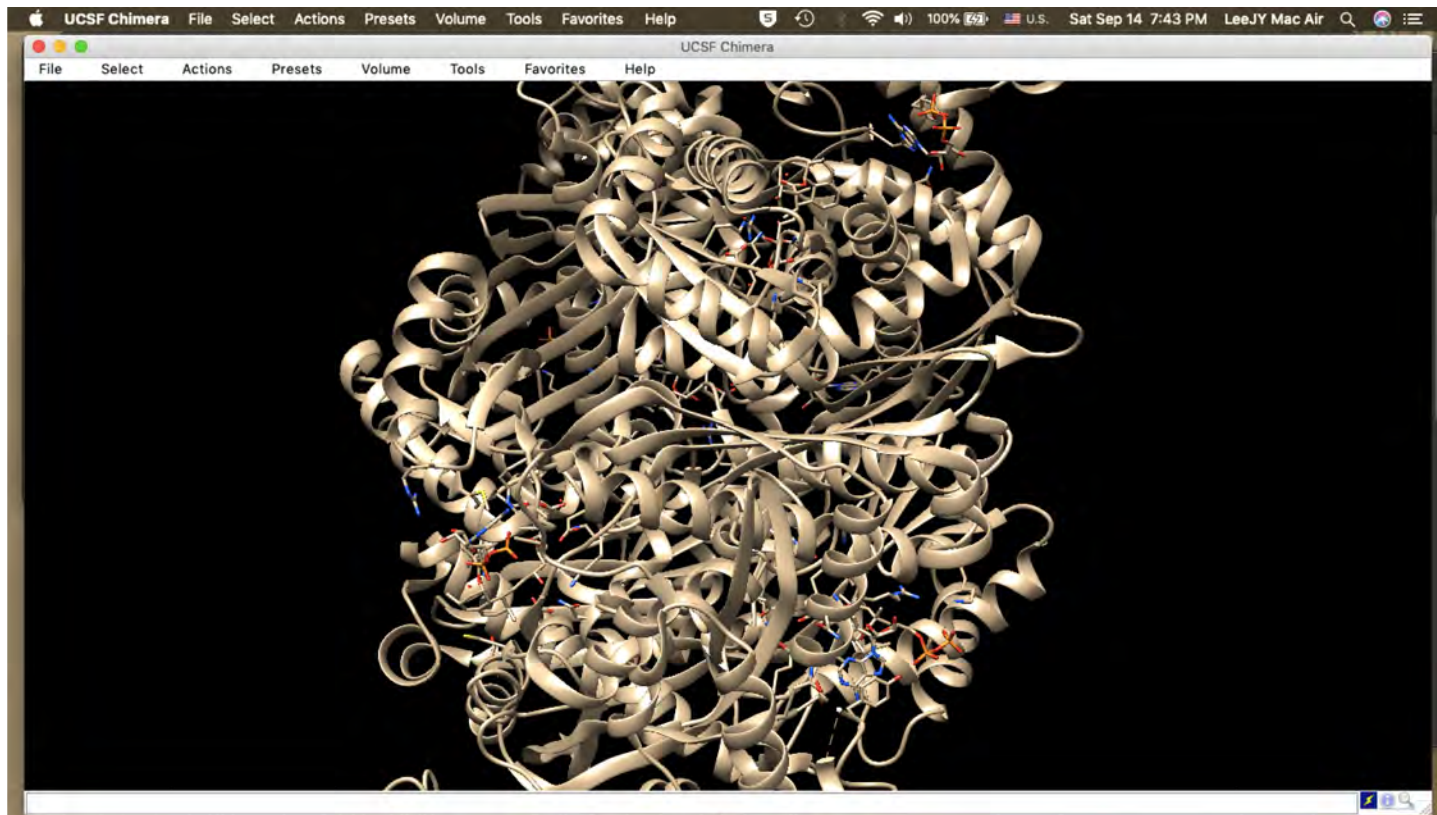 UCSF Chimera File Select Actions Presets Volume Tools Favorites Help S 100% U.S. Sat Sep 14 7:43 PM LeeJY Mac Air
UCSF Chimera
File Select Actions Presets Volume Tools Favorites Help